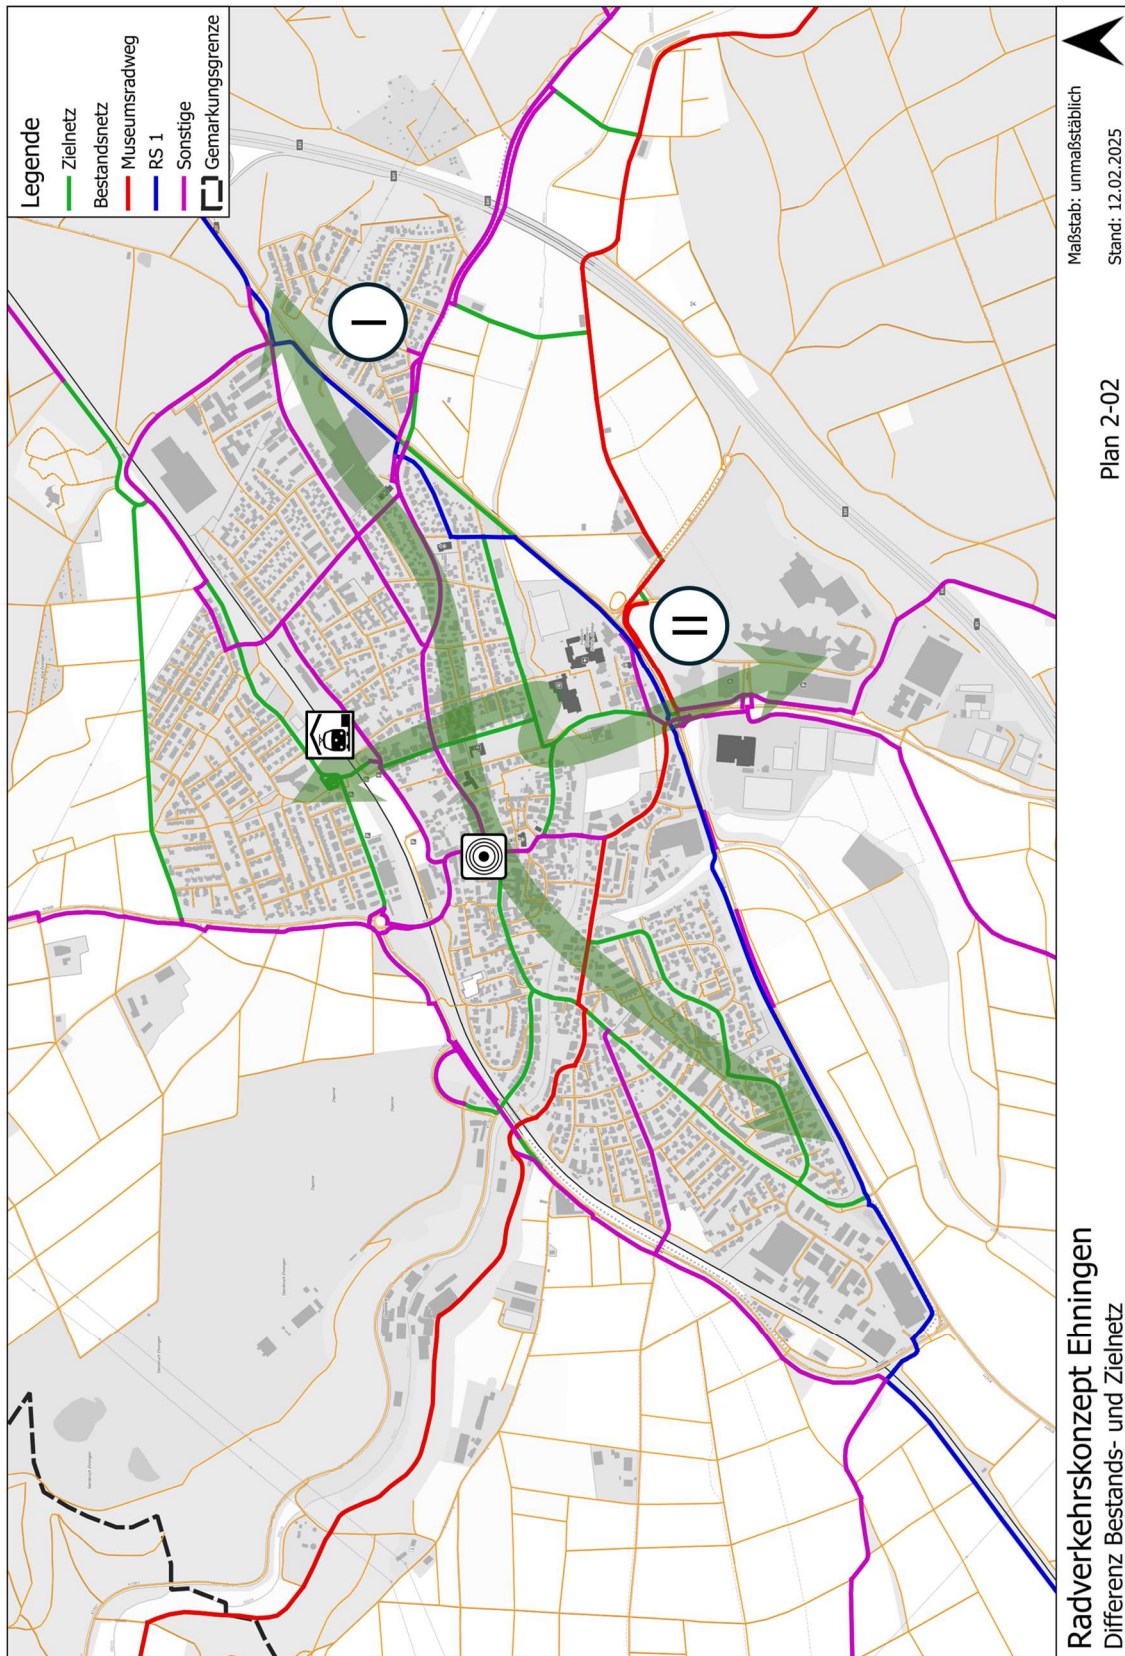 Legende
Zielnetz
Bestandsnetz
Museumsradweg
RS 1
Sonstige
Gemarkungsgrenze
I
II
Radverkehrskonzept Ehningen
Differenz Bestands- und Zielnetz
Plan 2-02
Maßstab: unmaßstäblich
Stand: 12.02.2025